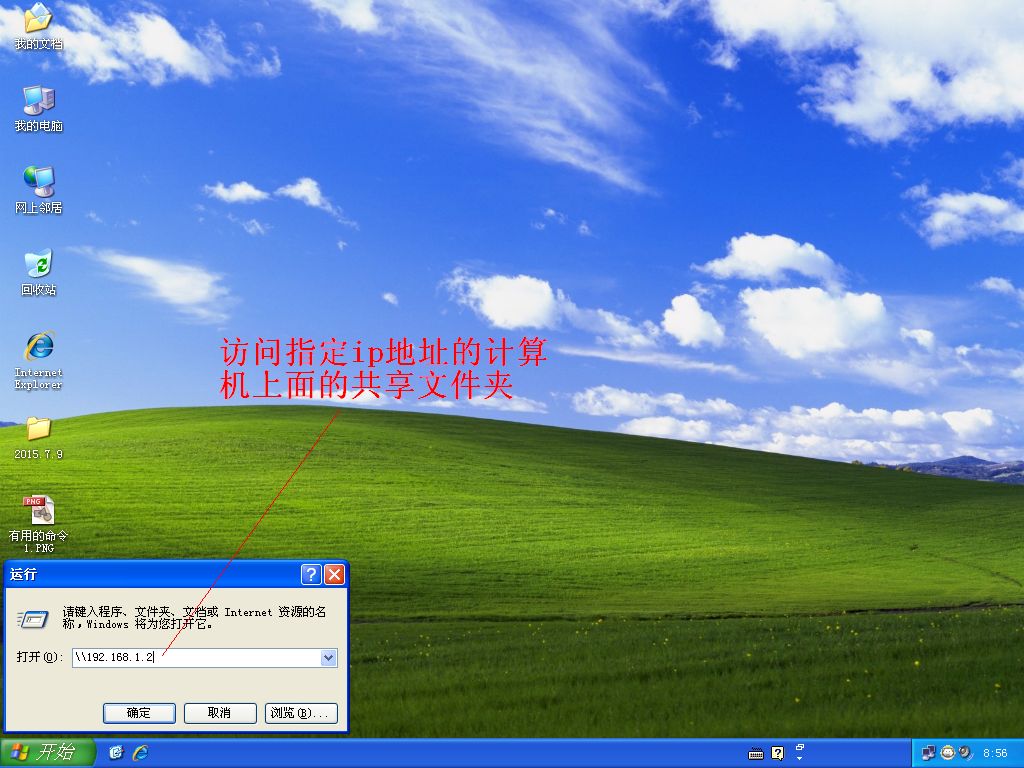 我的文档
我的电脑
网上邻居
回收站
Internet
Explorer
2015.7.9
PNG
有用的命令
1.PNG
访问指定ip地址的计算
机上面的共享文件夹
运行
请键入程序、文件夹、文档或 Internet 资源的名
称，Windows 将为您打开它。
打开(O):
\\192.168.1.2
确定
取消
浏览(B)...
开始
8:56